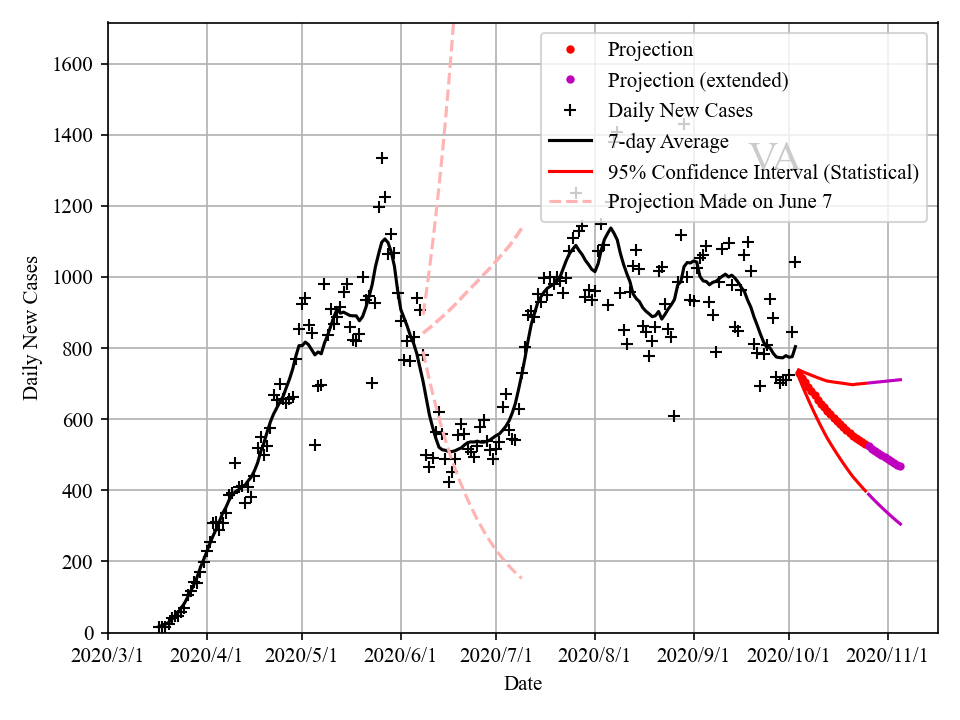 1600
1400
1200
1000
800
600
400
200
0
Daily New Cases
2020/3/1 2020/4/1 2020/5/1 2020/6/1 2020/7/1 2020/8/1 2020/9/1 2020/10/1 2020/11/1
Date
VA
Projection
Projection (extended)
Daily New Cases
7-day Average
95% Confidence Interval (Statistical)
Projection Made on June 7